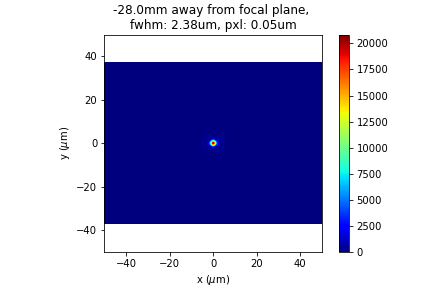 -28.0mm away from focal plane,
fwhm: 2.38um, pxl: 0.05um
40
20
0
−20
−40
y (μm)
−40 −20 0 20 40
x (μm)
20000
17500
15000
12500
10000
7500
5000
2500
0